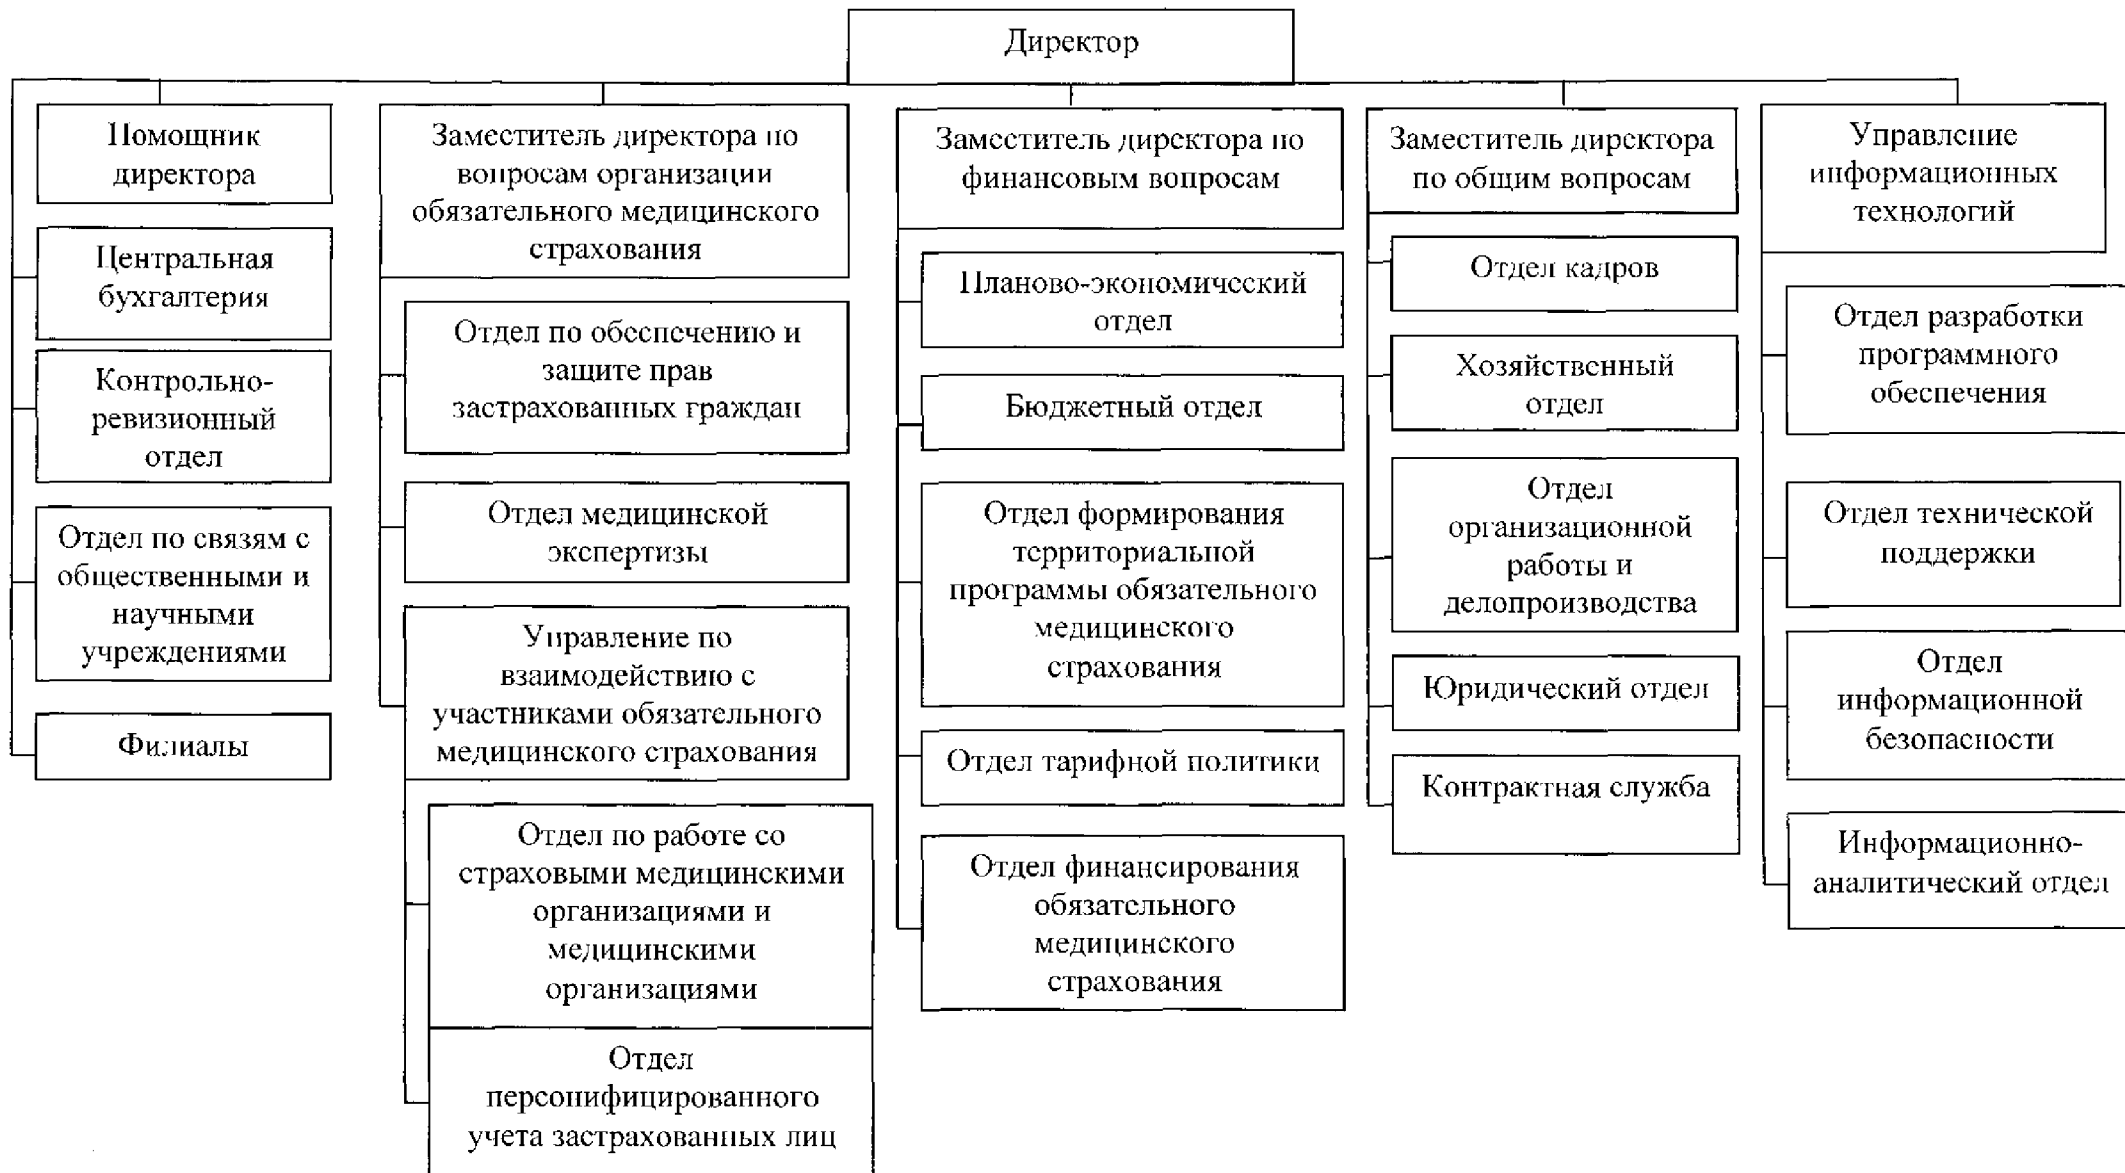 Директор
Помощник
директора
Центральная
бухгалтерия
Контрольно-
ревизионный
отдел
Отдел по связям с
общественными и
научными
учреждениями
Филиалы
Заместитель директора по
вопросам организации
обязательного медицинского
страхования
Отдел по обеспечению и
защите прав
застрахованных граждан
Отдел медицинской
экспертизы
Управление по
взаимодействию с
участниками обязательного
медицинского страхования
Отдел по работе со
страховыми медицинскими
организациями и
медицинскими
организациями
Отдел
персонифицированного
учета застрахованных лиц
Заместитель директора по
финансовым вопросам
Планово-экономический
отдел
Бюджетный отдел
Отдел формирования
территориальной
программы обязательного
медицинского
страхования
Отдел тарифной политики
Отдел финансирования
обязательного
медицинского
страхования
Заместитель директора
по общим вопросам
Отдел кадров
Хозяйственный
отдел
Отдел
организационной
работы и
делопроизводства
Юридический отдел
Контрактная служба
Управление
информационных
технологий
Отдел разработки
программного
обеспечения
Отдел технической
поддержки
Отдел
информационной
безопасности
Информационно-
аналитический отдел